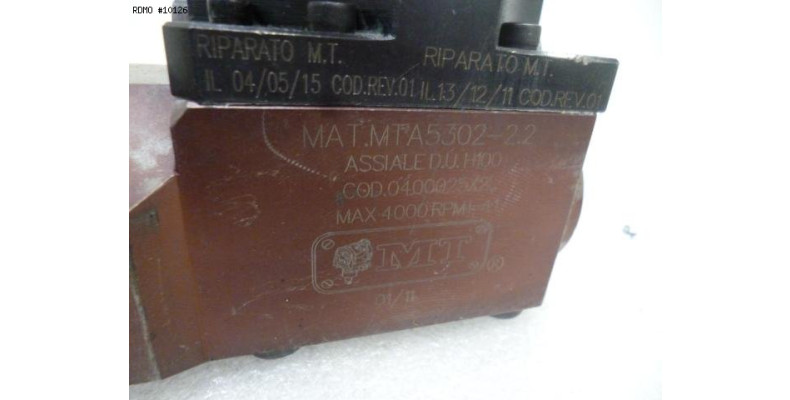 RDMO #10126
RIPARATO M.T.
IL 04/05/15 COD.REV.01
RIPARATO M.T.
IL 13/12/11 COD.REV.01
MAT.MTA5302-2.2
ASSIALE D.U. H100
MAX 4000 RPM
MT
®
01/11